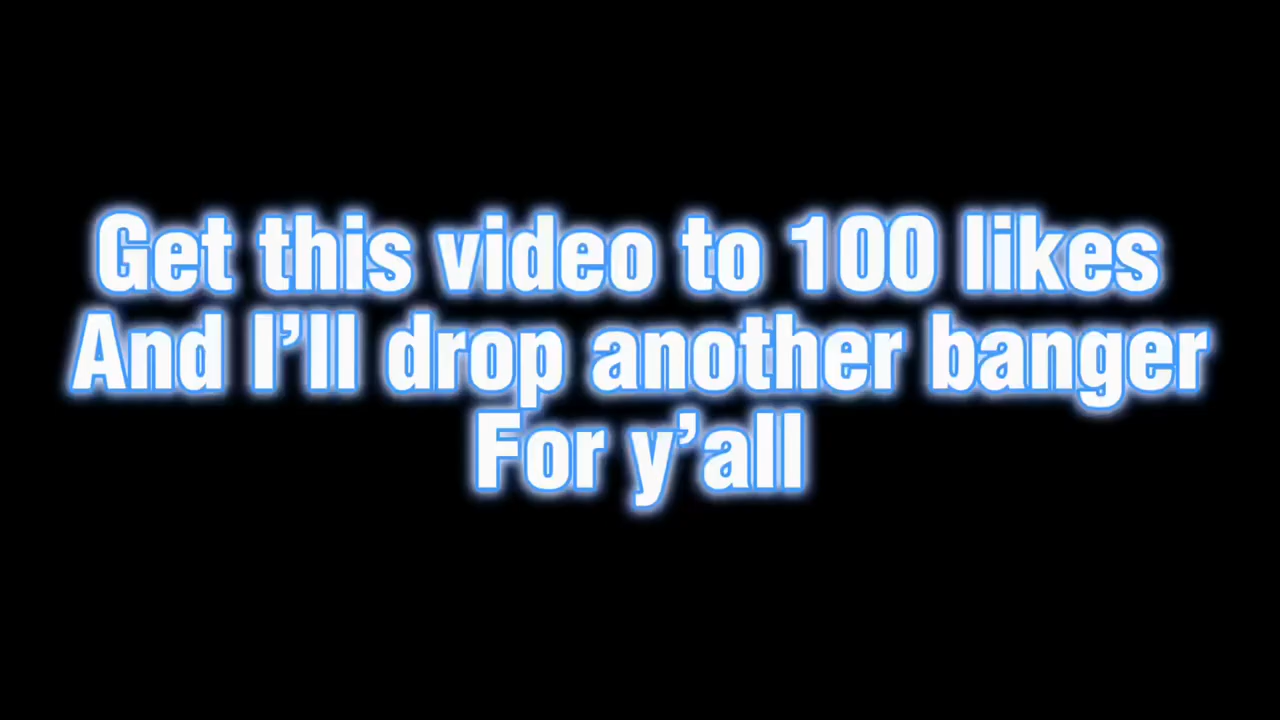 Get this video to 100 likes
And I’ll drop another banger
For y’all